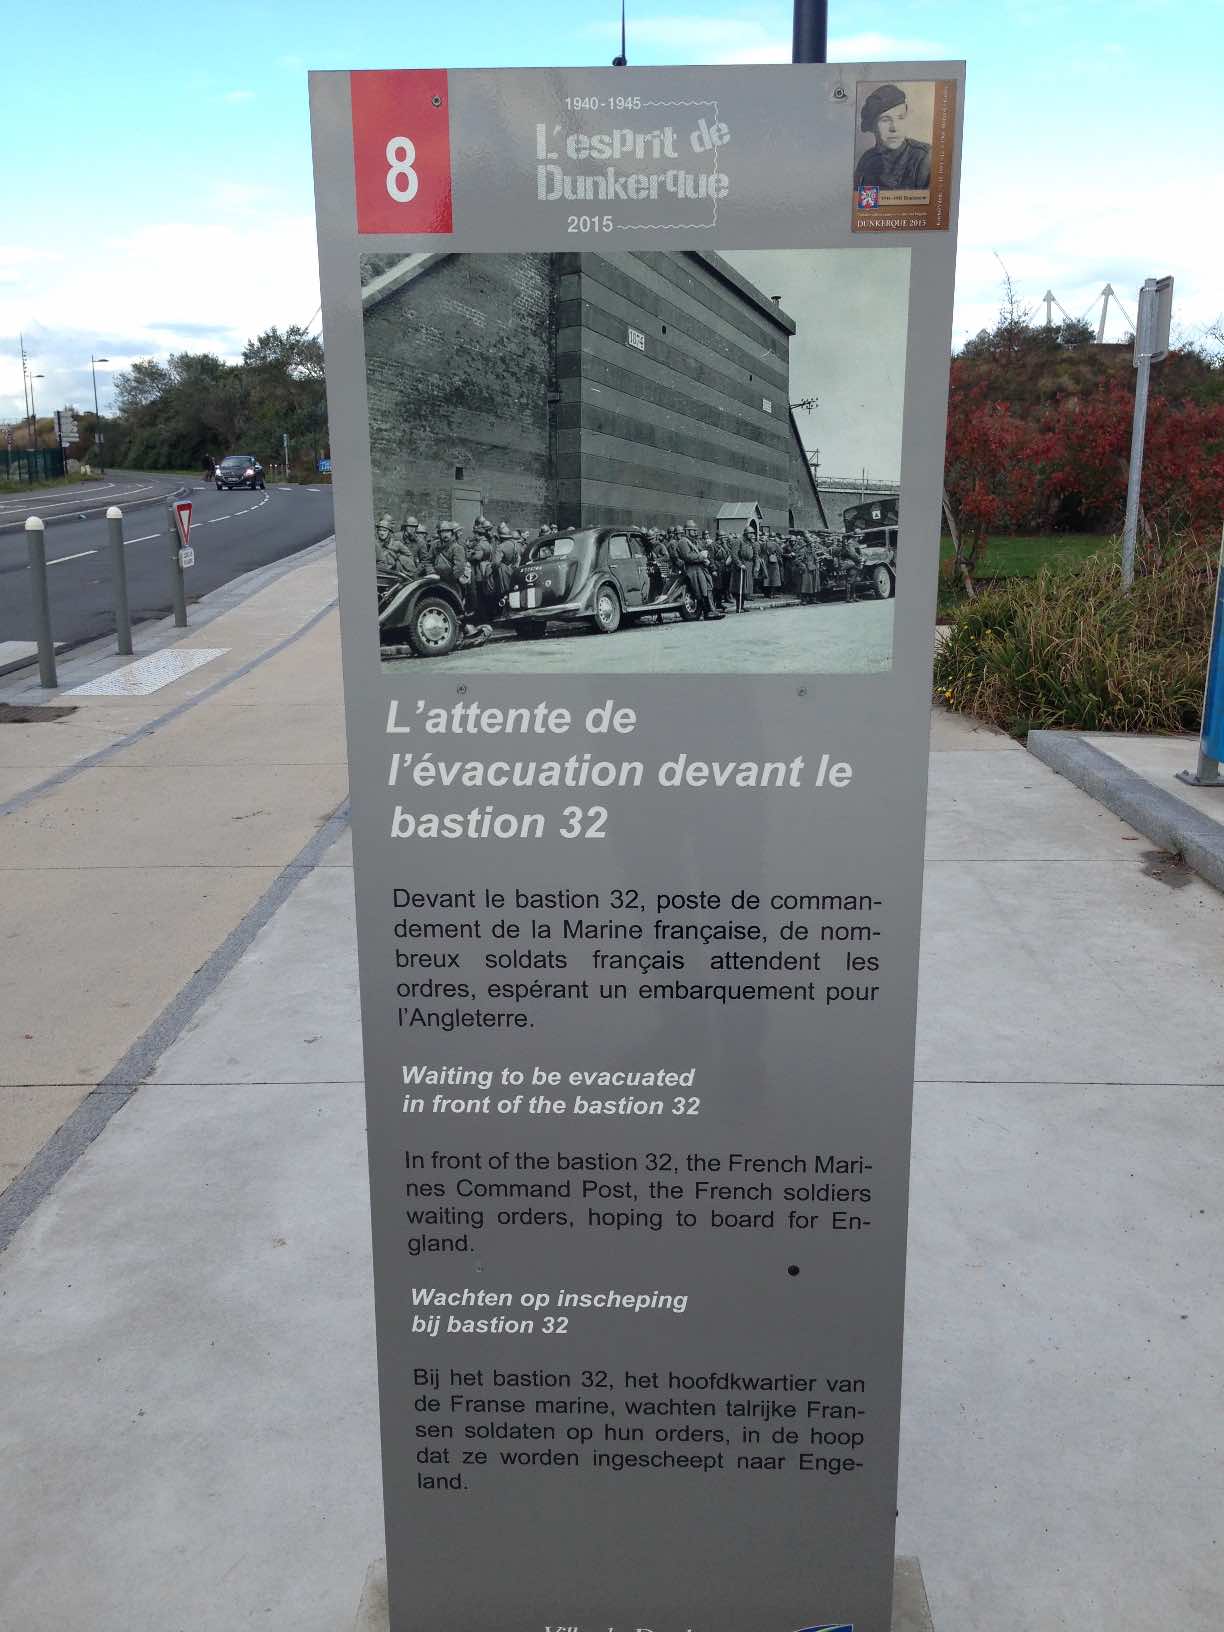 8
1940-1945
L'esprit de
Dunkerque
2015
DUNKERQUE 2015
L'attente de
l'évacuation devant le
bastion 32
Devant le bastion 32, poste de comman-
dement de la Marine française, de nom-
breux soldats français attendent les
ordres, espérant un embarquement pour
l'Angleterre.
Waiting to be evacuated
in front of the bastion 32
In front of the bastion 32, the French Mari-
nes Command Post, the French soldiers
waiting orders, hoping to board for En-
gland.
Wachten op inscheping
bij bastion 32
Bij het bastion 32, het hoofdkwartier van
de Franse marine, wachten talrijke Fran-
sen soldaten op hun orders, in de hoop
dat ze worden ingescheept naar Enge-
land.